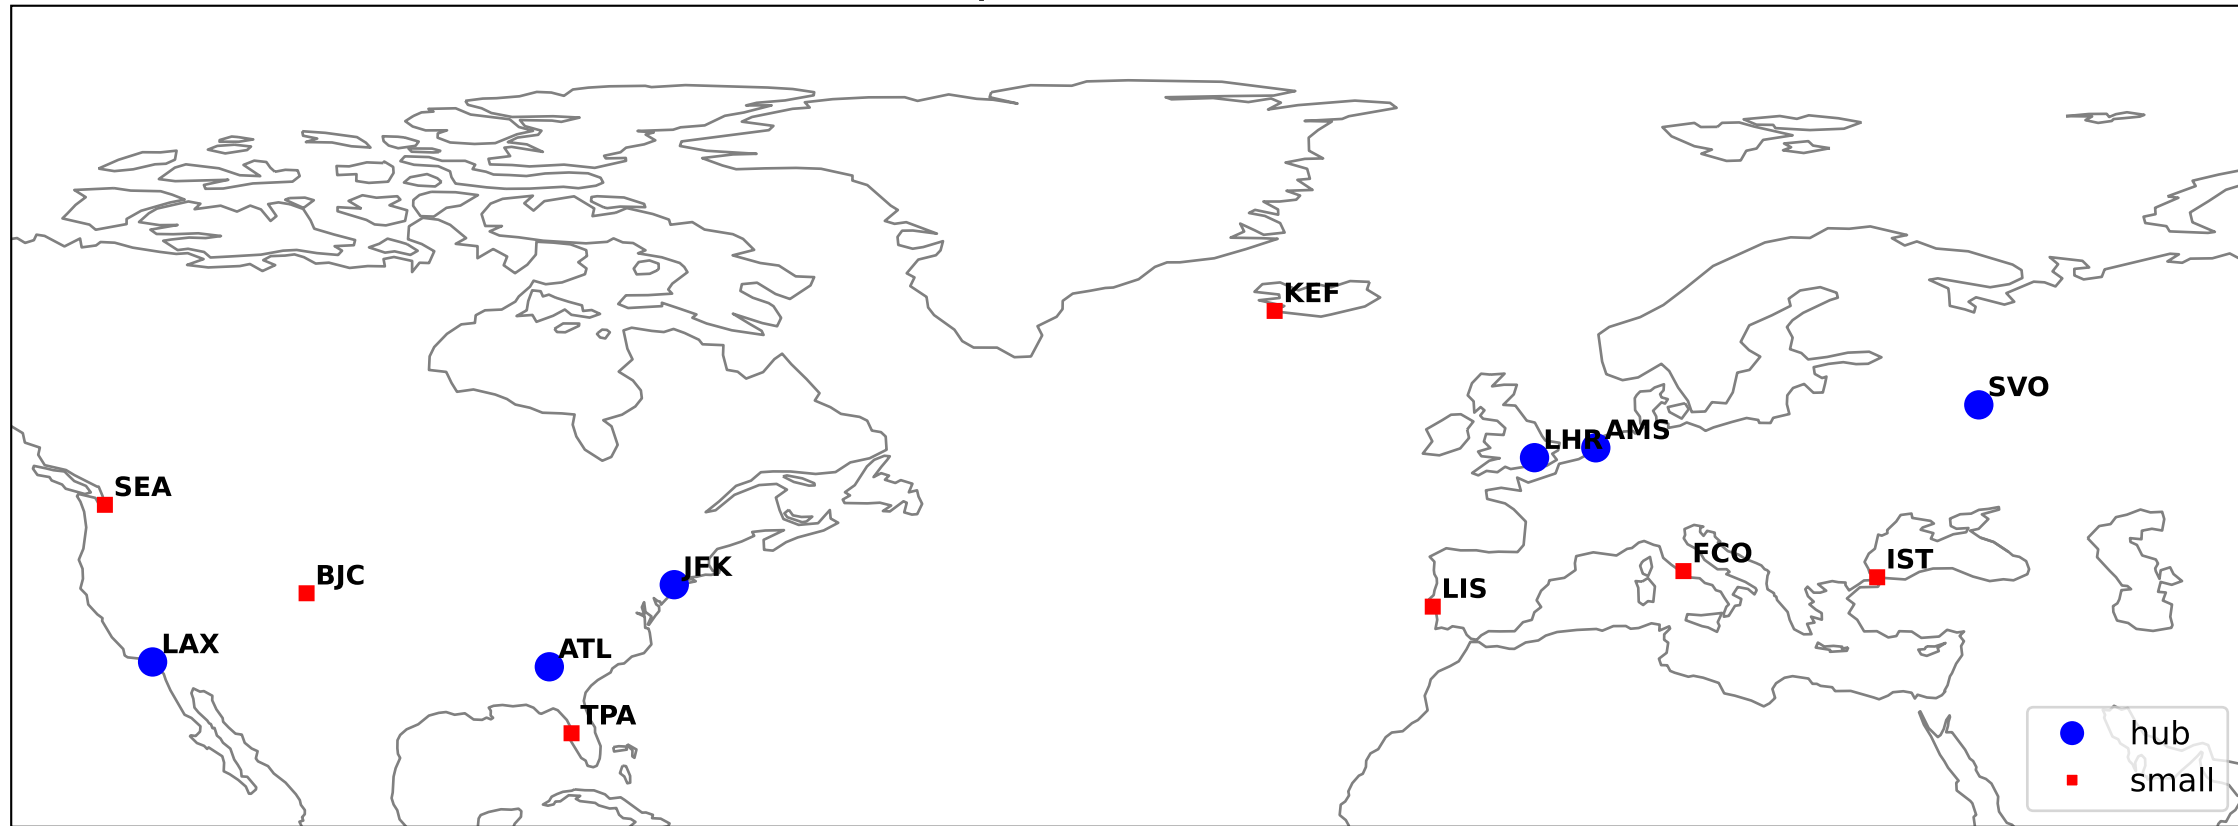 KEF
SVO
LHR
AMS
SEA
FCO
IST
JFK
BJC
LIS
LAX
ATL
TPA
hub
small